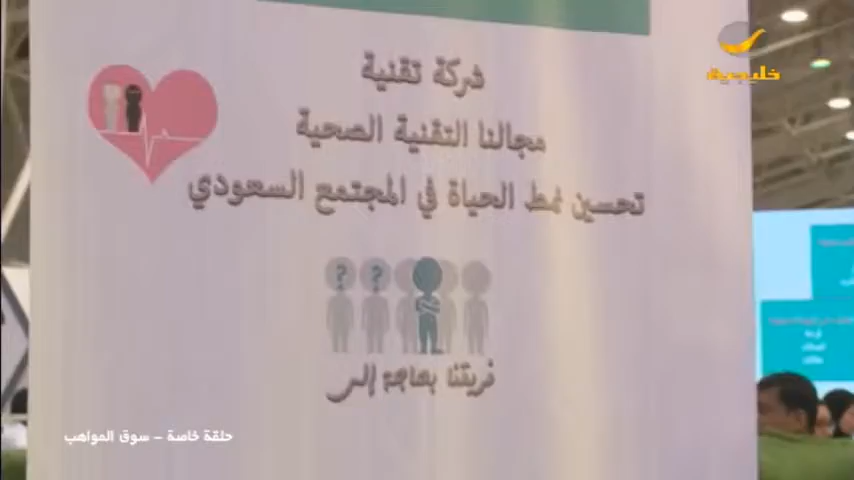 خليجية
شركة تقنية
مجالنا التقنية الصحية
تحسين نمط الحياة في المجتمع السعودي
? ?
فريقنا بحاجة إلى
حلقة خاصة – سوق المواهب